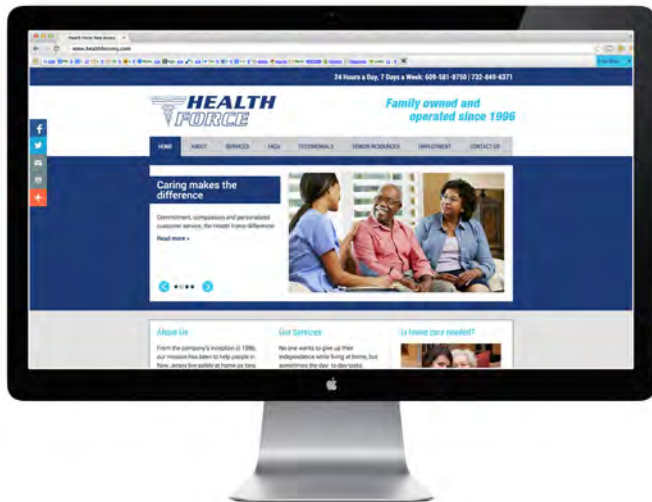 Health Force New Jersey
24 Hours a Day, 7 Days a Week: 609-581-8750 | 732-849-6371
HEALTH
FORCE
Family owned and
operated since 1996
HOME ABOUT SERVICES FAQs TESTIMONIALS SENIOR RESOURCES EMPLOYMENT CONTACT US
Caring makes the
difference
Commitment, compassion and personalized
customer service, the Health Force difference
Read more »
About Us Our Services Is home care needed?
From the company's inception in 1996,
our mission has been to help people in
New Jersey live safely at home as long
No one wants to give up their
independence while living at home, but
sometimes the day-to-day tasks